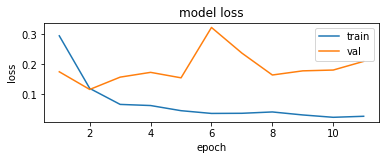 model loss
train
val
loss
0.3
0.2
0.1
2 4 6 8 10
epoch